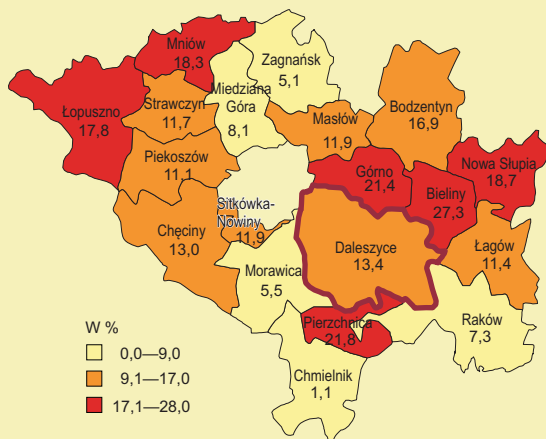 Mniów
18,3
Zagnańsk
5,1
Łopuszno
17,8
Strawczyn
11,7
Miedziana
Góra
8,1
Masłów
11,9
Bodzentyn
16,9
Piekoszów
11,1
Górno
21,4
Nowa Słupia
18,7
Bieliny
27,3
Sitkówka-
Nowiny
11,9
Chęciny
13,0
Daleszyce
13,4
Łagów
11,4
Morawica
5,5
Pierzchnica
21,8
Raków
7,3
Chmielnik
1,1
W %
0,0—9,0
9,1—17,0
17,1—28,0